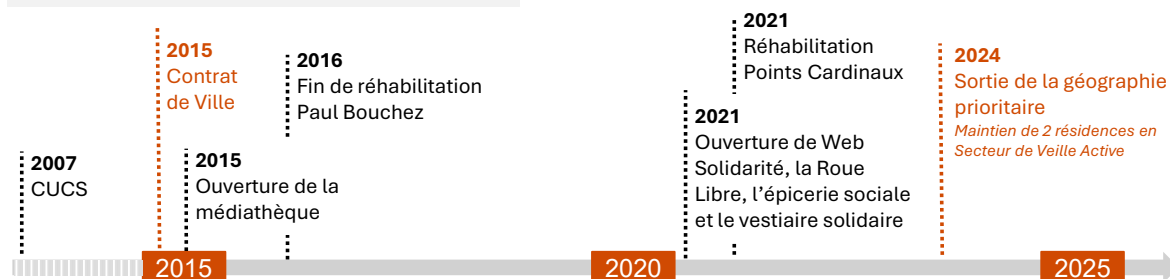 2007
CUCS
2015
Contrat
de Ville
2015
Ouverture de la
médiathèque
2016
Fin de réhabilitation
Paul Bouchez
2021
Ouverture de Web
Solidarité, la Roue
Libre, l’épicerie sociale
et le vestiaire solidaire
2021
Réhabilitation
Points Cardinaux
2024
Sortie de la géographie
prioritaire
Maintien de 2 résidences en
Secteur de Veille Active
2015
2020
2025